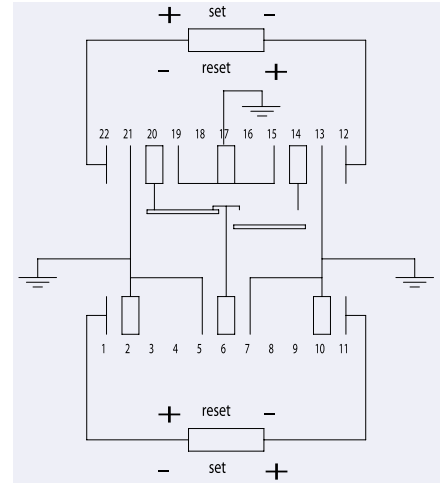 + set -
- reset +
22 21 20 19 18 17 16 15 14 13 12
1 2 3 4 5 6 7 8 9 10 11
+ reset -
- set +